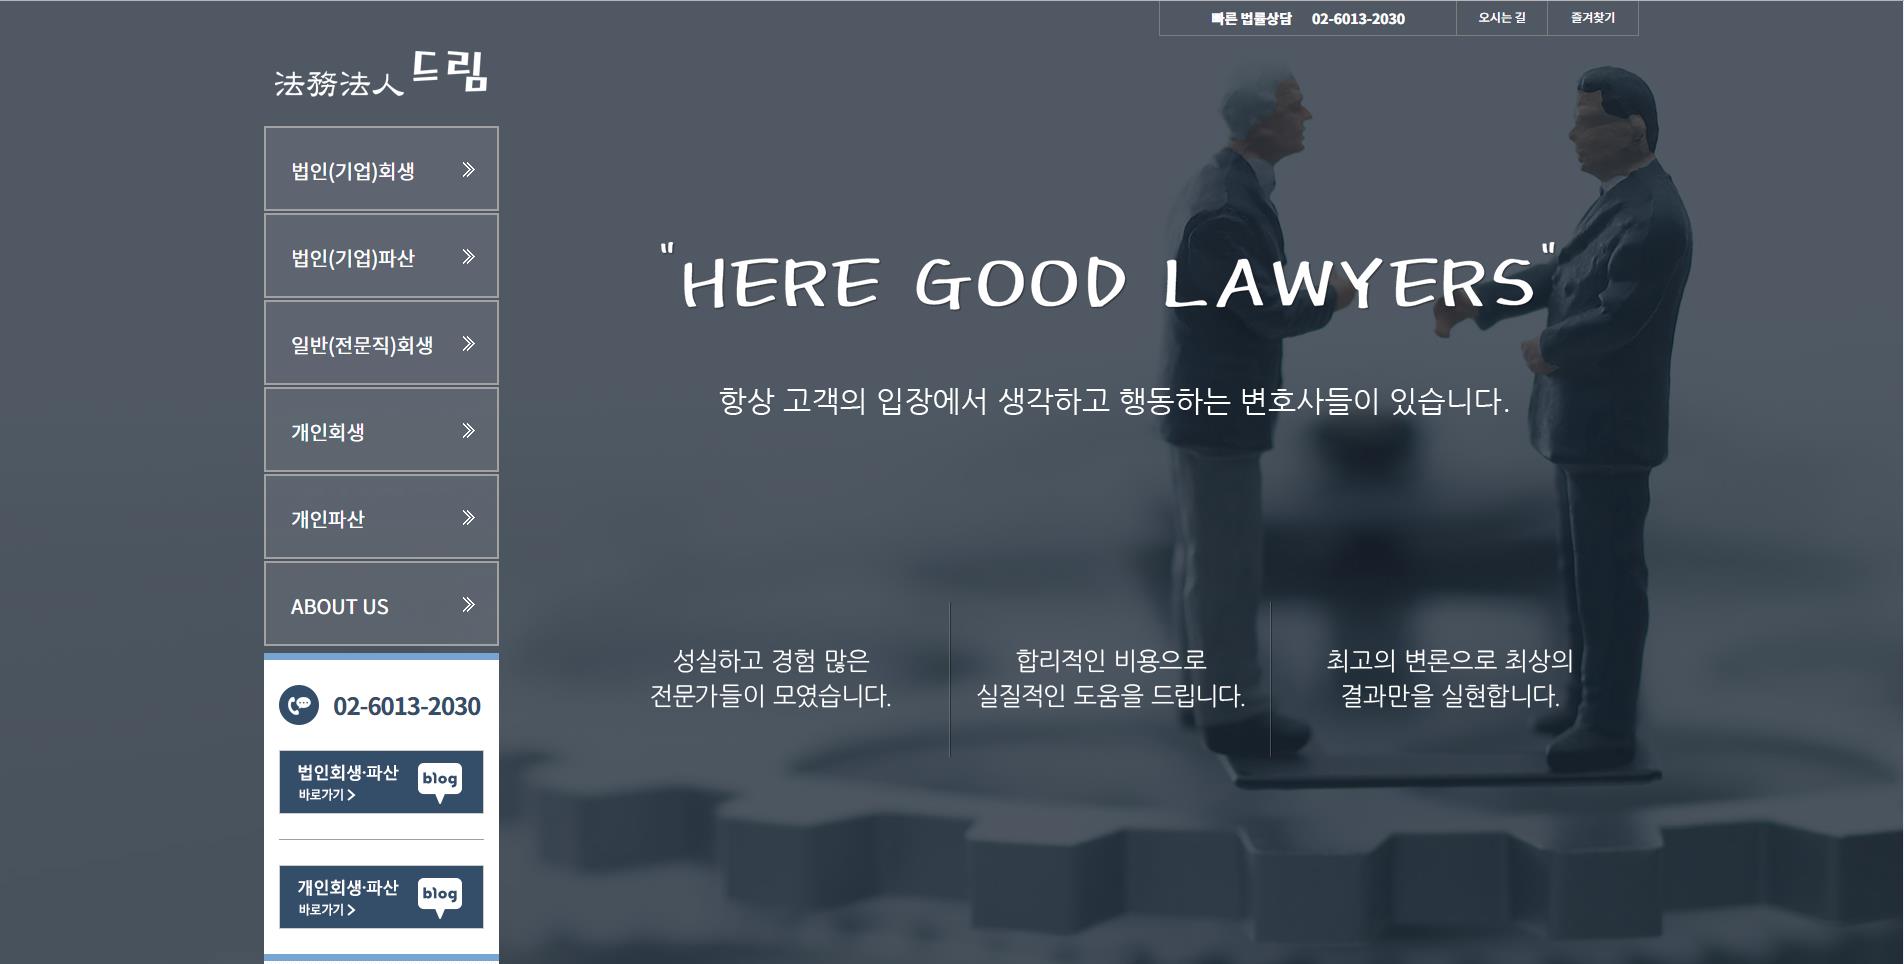 빠른 법률상담 02-6013-2030 오시는 길 즐겨찾기
法務法人 드림
법인(기업)회생
법인(기업)파산
일반(전문직)회생
개인회생
개인파산
ABOUT US
02-6013-2030
법인회생·파산
바로가기 >
blog
개인회생·파산
바로가기 >
blog
"HERE GOOD LAWYERS"
항상 고객의 입장에서 생각하고 행동하는 변호사들이 있습니다.
성실하고 경험 많은
전문가들이 모였습니다.
합리적인 비용으로
실질적인 도움을 드립니다.
최고의 변론으로 최상의
결과만을 실현합니다.